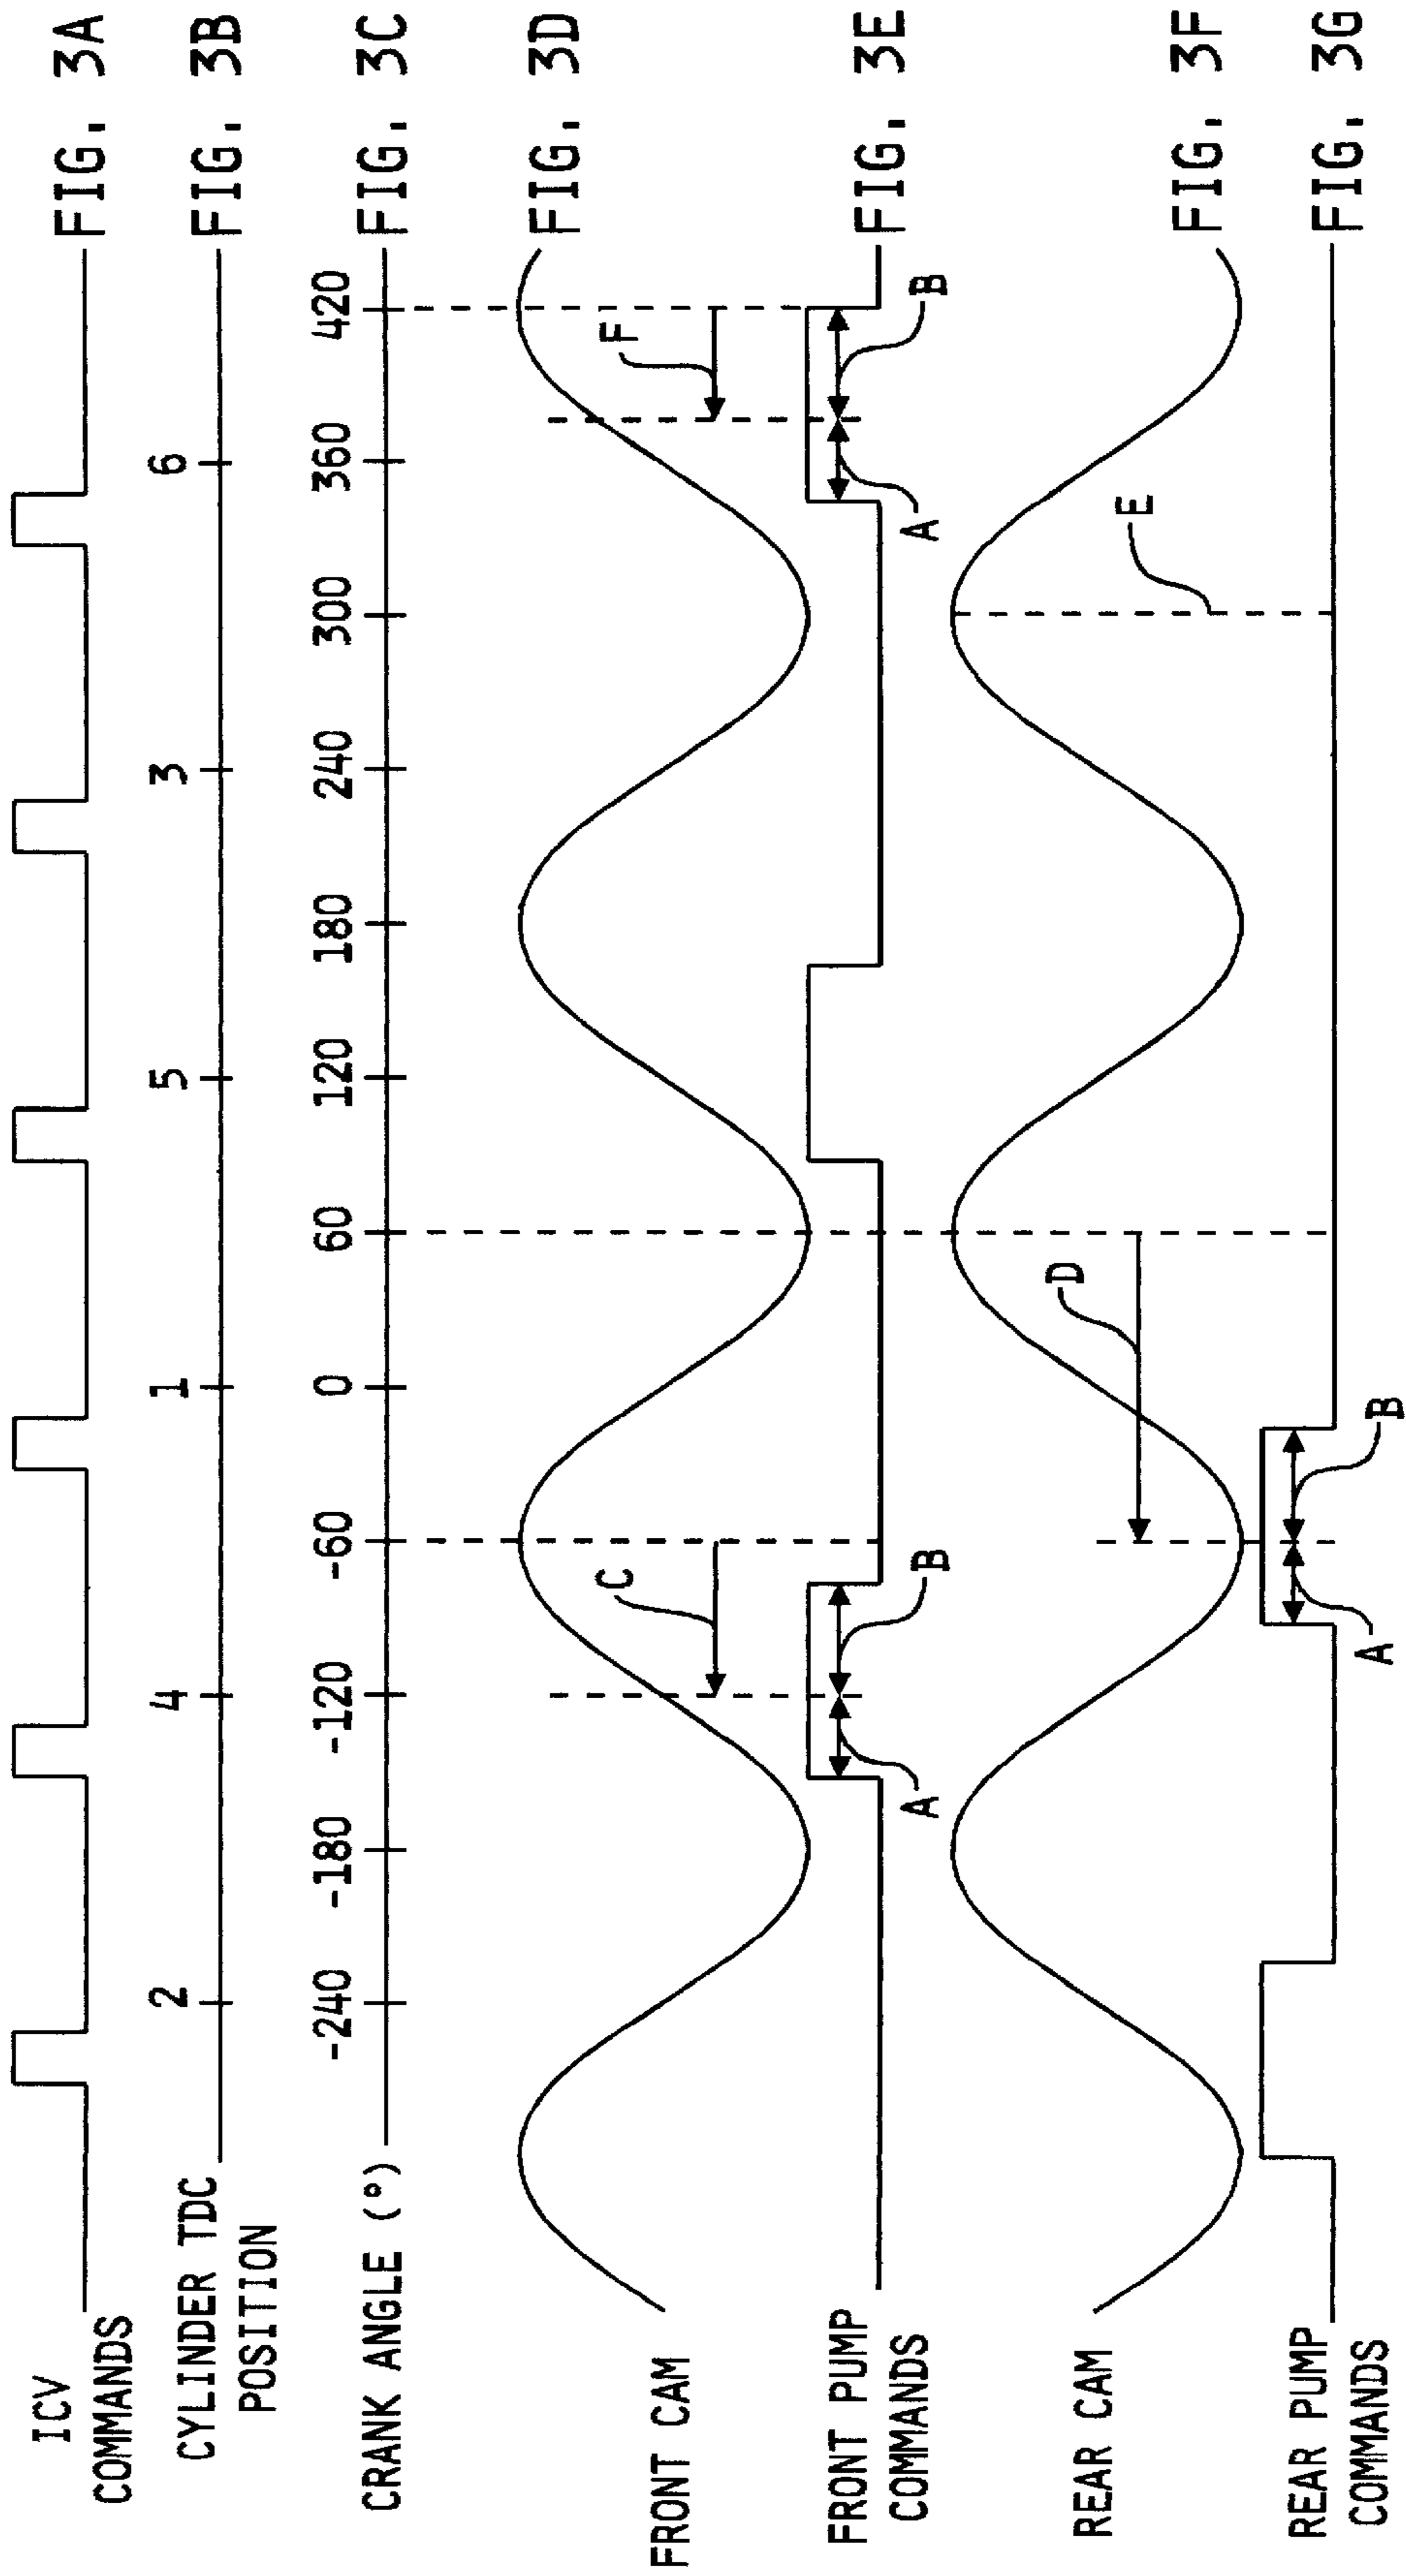 ICV
COMMANDS
FIG. 3A
CYLINDER TDC
POSITION
2 4 1 5 3 6
FIG. 3B
CRANK ANGLE (°)
-240 -180 -120 -60 0 60 120 180 240 300 360 420
FIG. 3C
FRONT CAM
C
F
FIG. 3D
FRONT PUMP
COMMANDS
A
B
A
B
FIG. 3E
REAR CAM
D
E
FIG. 3F
REAR PUMP
COMMANDS
A
B
FIG. 3G